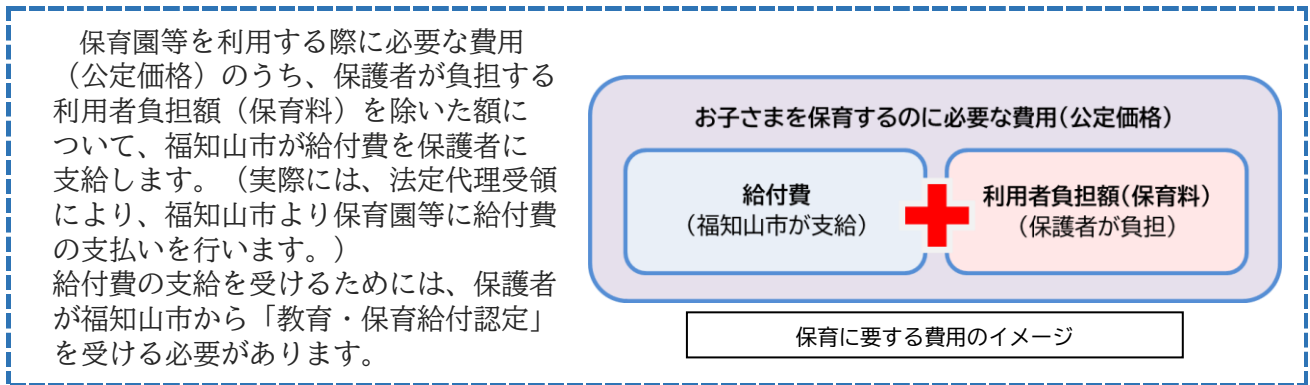 保育園等を利用する際に必要な費用
（公定価格）のうち、保護者が負担する
利用者負担額（保育料）を除いた額に
ついて、福知山市が給付費を保護者に
支給します。（実際には、法定代理受領
により、福知山市より保育園等に給付費
の支払いを行います。）
給付費の支給を受けるためには、保護者
が福知山市から「教育・保育給付認定」
を受ける必要があります。
お子さまを保育するのに必要な費用(公定価格)
給付費
（福知山市が支給）
利用者負担額(保育料)
（保護者が負担）
保育に要する費用のイメージ